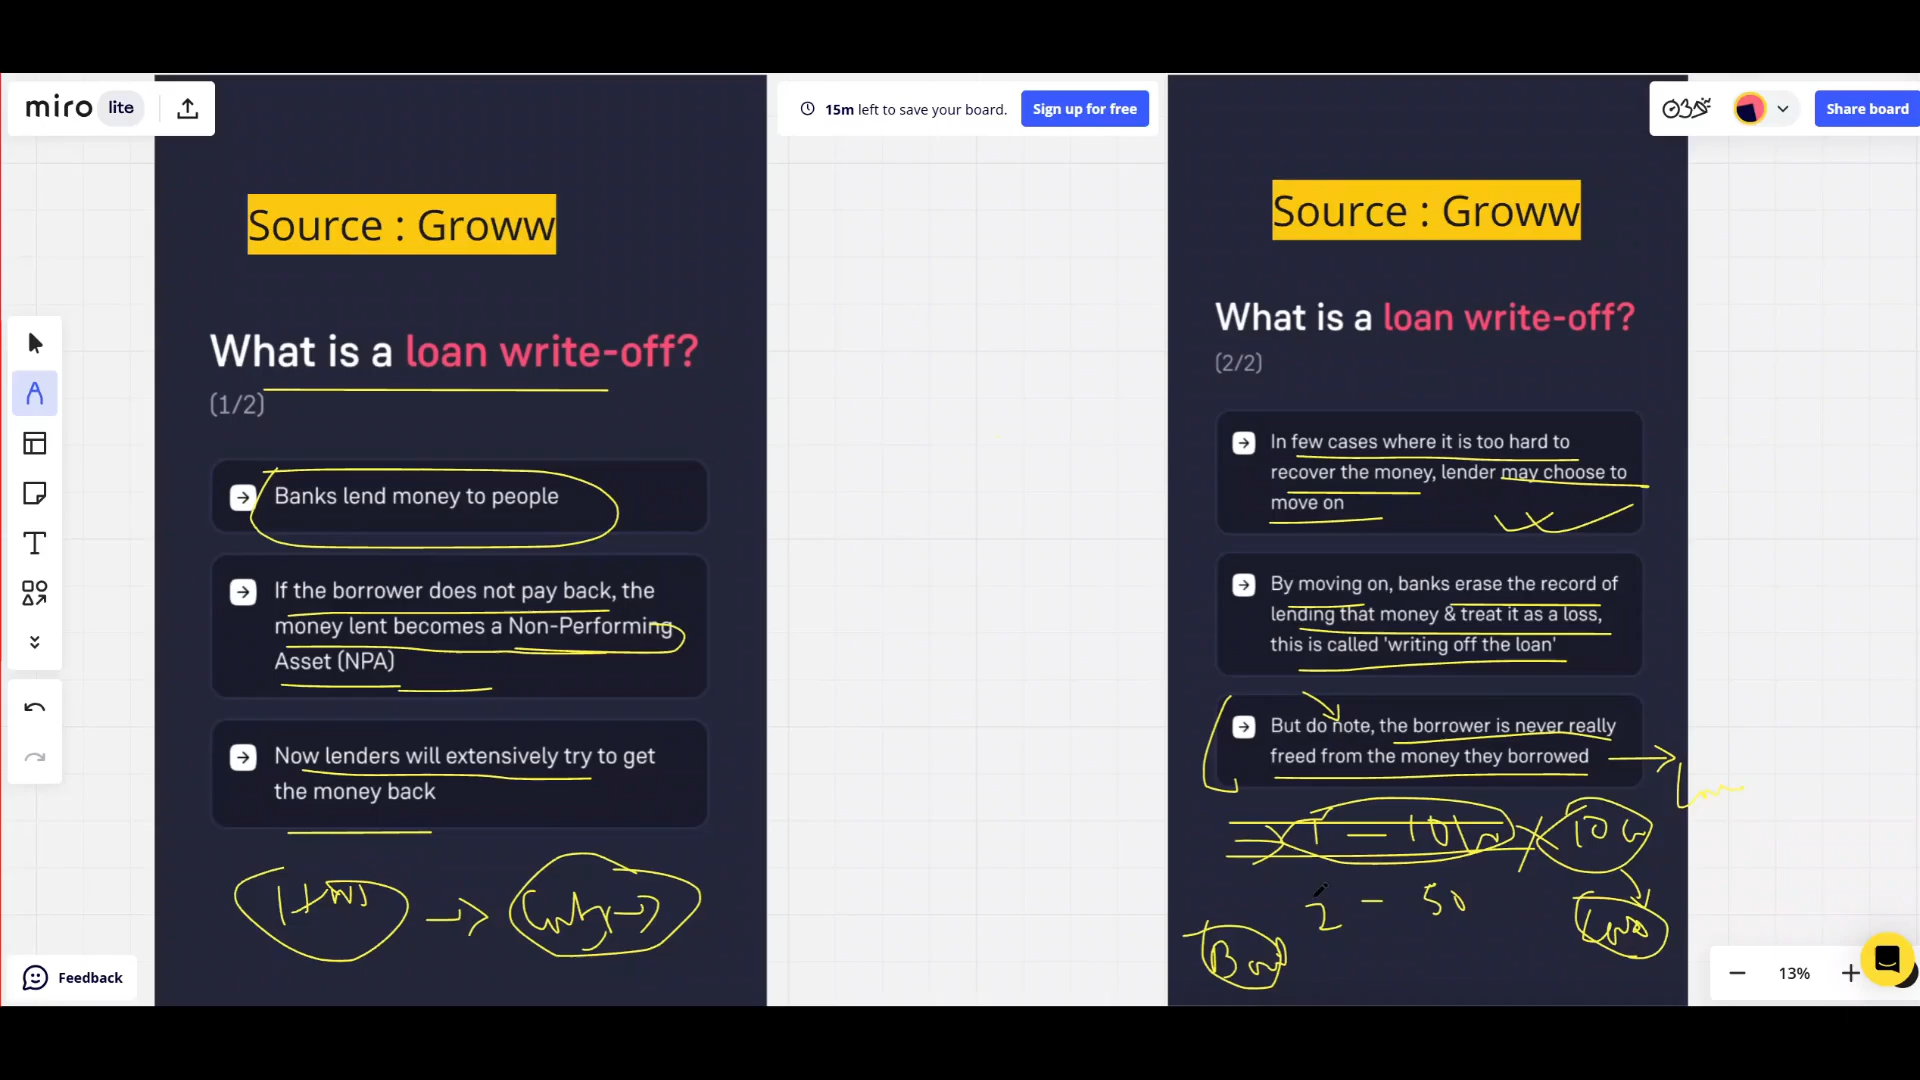 miro lite
15m left to save your board.
Sign up for free
Share board
Source : Groww
What is a loan write-off?
(1/2)
Banks lend money to people
If the borrower does not pay back, the
money lent becomes a Non-Performing
Asset (NPA)
Now lenders will extensively try to get
the money back
Source : Groww
What is a loan write-off?
(2/2)
In few cases where it is too hard to
recover the money, lender may choose to
move on
By moving on, banks erase the record of
lending that money & treat it as a loss,
this is called 'writing off the loan'
But do note, the borrower is never really
freed from the money they borrowed
2 - 50
Feedback
13%